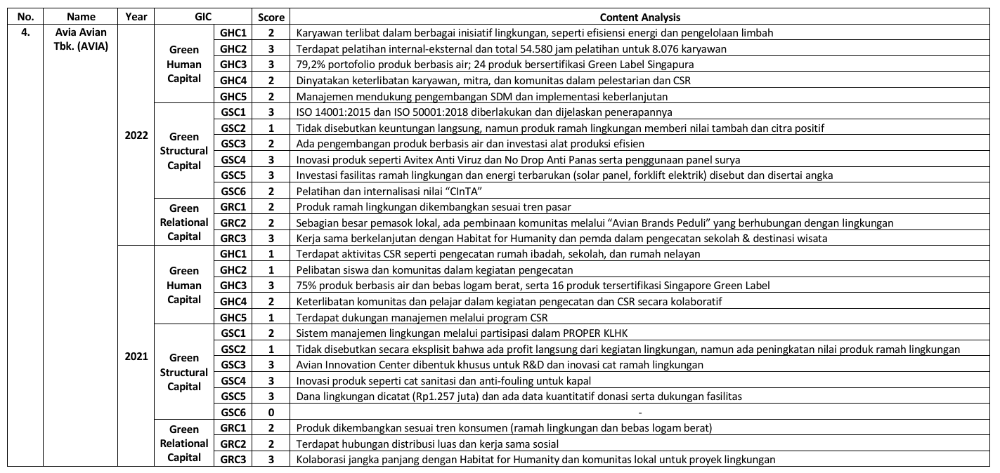 No. Name Year GIC Score Content Analysis
4. Avia Avian Tbk. (AVIA)
2022
Green Human Capital
GHC1 2 Karyawan terlibat dalam berbagai inisiatif lingkungan, seperti efisiensi energi dan pengelolaan limbah
GHC2 3 Terdapat pelatihan internal-eksternal dan total 54.580 jam pelatihan untuk 8.076 karyawan
GHC3 3 79,2% portofolio produk berbasis air; 24 produk bersertifikasi Green Label Singapura
GHC4 2 Dinyatakan keterlibatan karyawan, mitra, dan komunitas dalam pelestarian dan CSR
GHC5 2 Manajemen mendukung pengembangan SDM dan implementasi keberlanjutan
Green Structural Capital
GSC1 3 ISO 14001:2015 dan ISO 50001:2018 diberlakukan dan dijelaskan penerapannya
GSC2 1 Tidak disebutkan keuntungan langsung, namun produk ramah lingkungan memberi nilai tambah dan citra positif
GSC3 2 Ada pengembangan produk berbasis air dan investasi alat produksi efisien
GSC4 3 Inovasi produk seperti Avitex Anti Viruz dan No Drop Anti Panas serta penggunaan panel surya
GSC5 3 Investasi fasilitas ramah lingkungan dan energi terbarukan (solar panel, forklift elektrik) disebut dan disertai angka
GSC6 2 Pelatihan dan internalisasi nilai “CInTA”
Green Relational Capital
GRC1 2 Produk ramah lingkungan dikembangkan sesuai tren pasar
GRC2 2 Sebagian besar pemasok lokal, ada pembinaan komunitas melalui “Avian Brands Peduli” yang berhubungan dengan lingkungan
GRC3 3 Kerja sama berkelanjutan dengan Habitat for Humanity dan pemda dalam pengecatan sekolah & destinasi wisata
2021
Green Human Capital
GHC1 1 Terdapat aktivitas CSR seperti pengecatan rumah ibadah, sekolah, dan rumah nelayan
GHC2 1 Pelibatan siswa dan komunitas dalam kegiatan pengecatan
GHC3 3 75% produk berbasis air dan bebas logam berat, serta 16 produk tersertifikasi Singapore Green Label
GHC4 2 Keterlibatan komunitas dan pelajar dalam kegiatan pengecatan dan CSR secara kolaboratif
GHC5 1 Terdapat dukungan manajemen melalui program CSR
Green Structural Capital
GSC1 2 Sistem manajemen lingkungan melalui partisipasi dalam PROPER KLHK
GSC2 1 Tidak disebutkan secara eksplisit bahwa ada profit langsung dari kegiatan lingkungan, namun ada peningkatan nilai produk ramah lingkungan
GSC3 3 Avian Innovation Center dibentuk khusus untuk R&D dan inovasi cat ramah lingkungan
GSC4 3 Inovasi produk seperti cat sanitasi dan anti-fouling untuk kapal
GSC5 3 Dana lingkungan dicatat (Rp1.257 juta) dan ada data kuantitatif donasi serta dukungan fasilitas
GSC6 0 -
Green Relational Capital
GRC1 2 Produk dikembangkan sesuai tren konsumen (ramah lingkungan dan bebas logam berat)
GRC2 2 Terdapat hubungan distribusi luas dan kerja sama sosial
GRC3 3 Kolaborasi jangka panjang dengan Habitat for Humanity dan komunitas lokal untuk proyek lingkungan